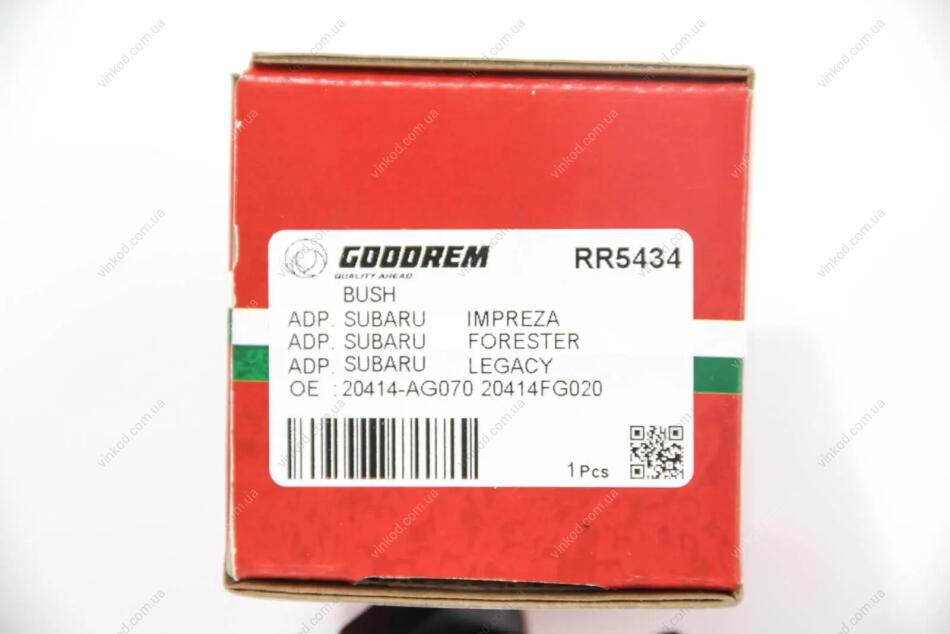 GOODREM
QUALITY AHEAD
RR5434
BUSH
ADP. SUBARU IMPREZA
ADP. SUBARU FORESTER
ADP. SUBARU LEGACY
OE :20414-AG070 20414FG020
1 Pcs
vinkod.com.ua